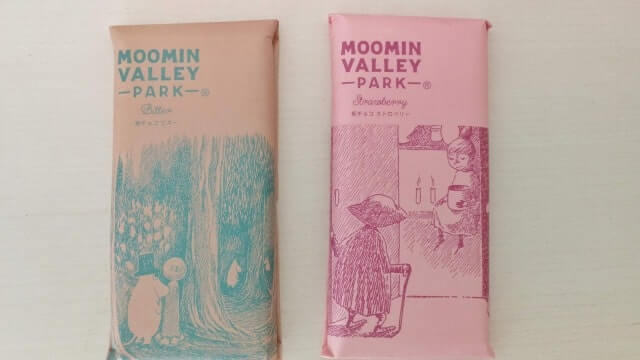 MOOMIN
VALLEY
PARK®
Bitter
板チョコ ビター
MOOMIN
VALLEY
PARK®
Strawberry
板チョコ ストロベリー